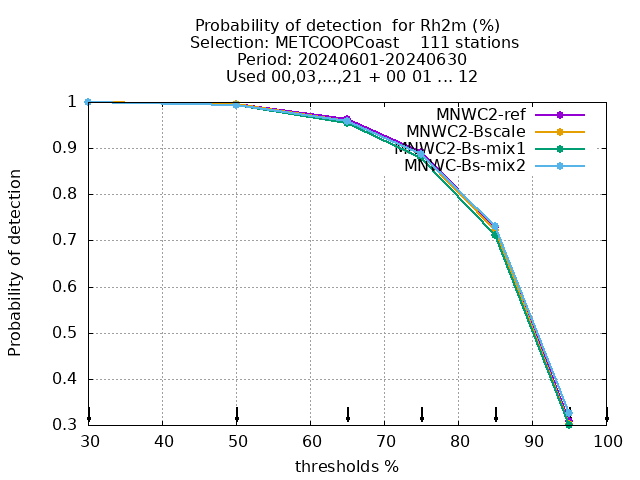 Probability of detection  for Rh2m (%)
Selection: METCOOPCoast    111 stations
Period: 20240601-20240630
Used 00,03,...,21 + 00 01 ... 12
MNWC2-ref
MNWC2-Bscale
MNWC2-Bs-mix1
MNWC-Bs-mix2
Probability of detection
1
0.9
0.8
0.7
0.6
0.5
0.4
0.3
30 40 50 60 70 80 90 100
thresholds %